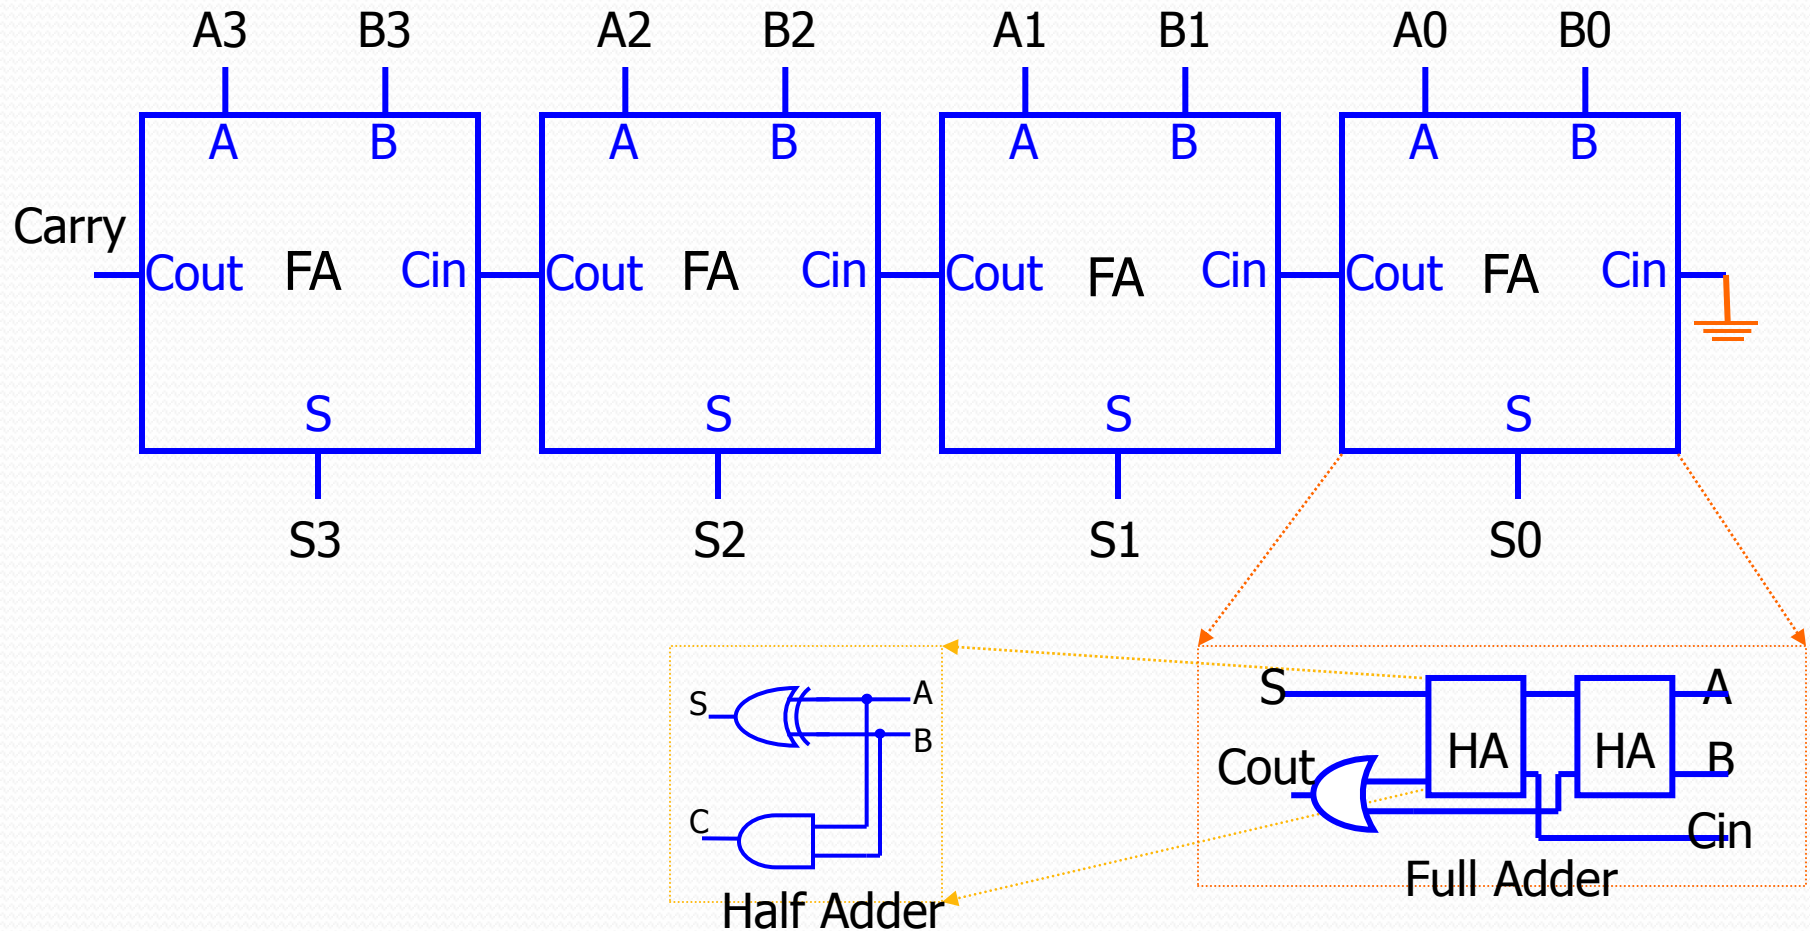 A3 B3 A2 B2 A1 B1 A0 B0
A B A B A B A B
Carry
Cout FA Cin Cout FA Cin Cout FA Cin Cout FA Cin
S S S S
S3 S2 S1 S0
S A B
C
Half Adder
S HA HA A
Cout B
Cin
Full Adder